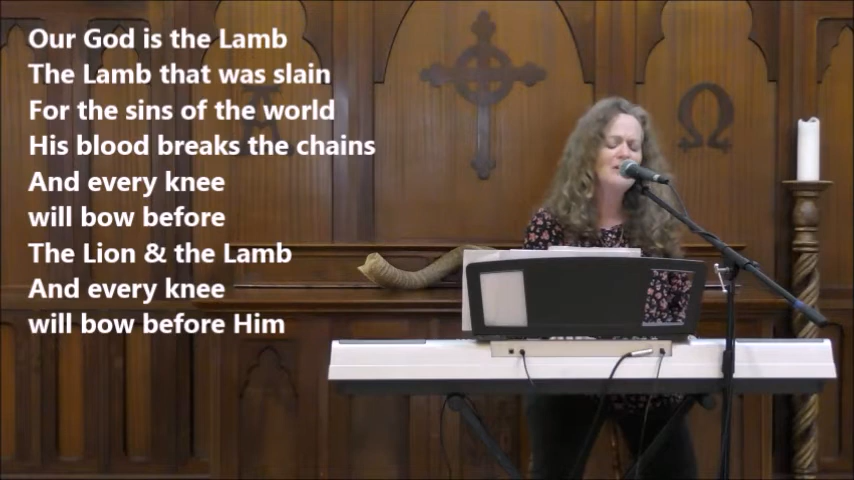 Our God is the Lamb
The Lamb that was slain
For the sins of the world
His blood breaks the chains
And every knee
will bow before
The Lion & the Lamb
And every knee
will bow before Him